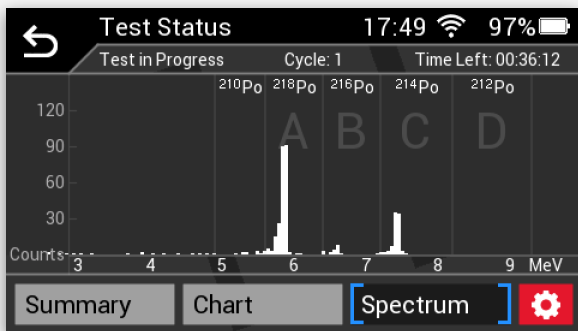 Test Status 17:49 97%
Test in Progress Cycle: 1 Time Left: 00:36:12
²¹⁰Po ²¹⁸Po ²¹⁶Po ²¹⁴Po ²¹²Po
A B C D
120
90
60
30
Counts
3 4 5 6 7 8 9 MeV
Summary Chart Spectrum